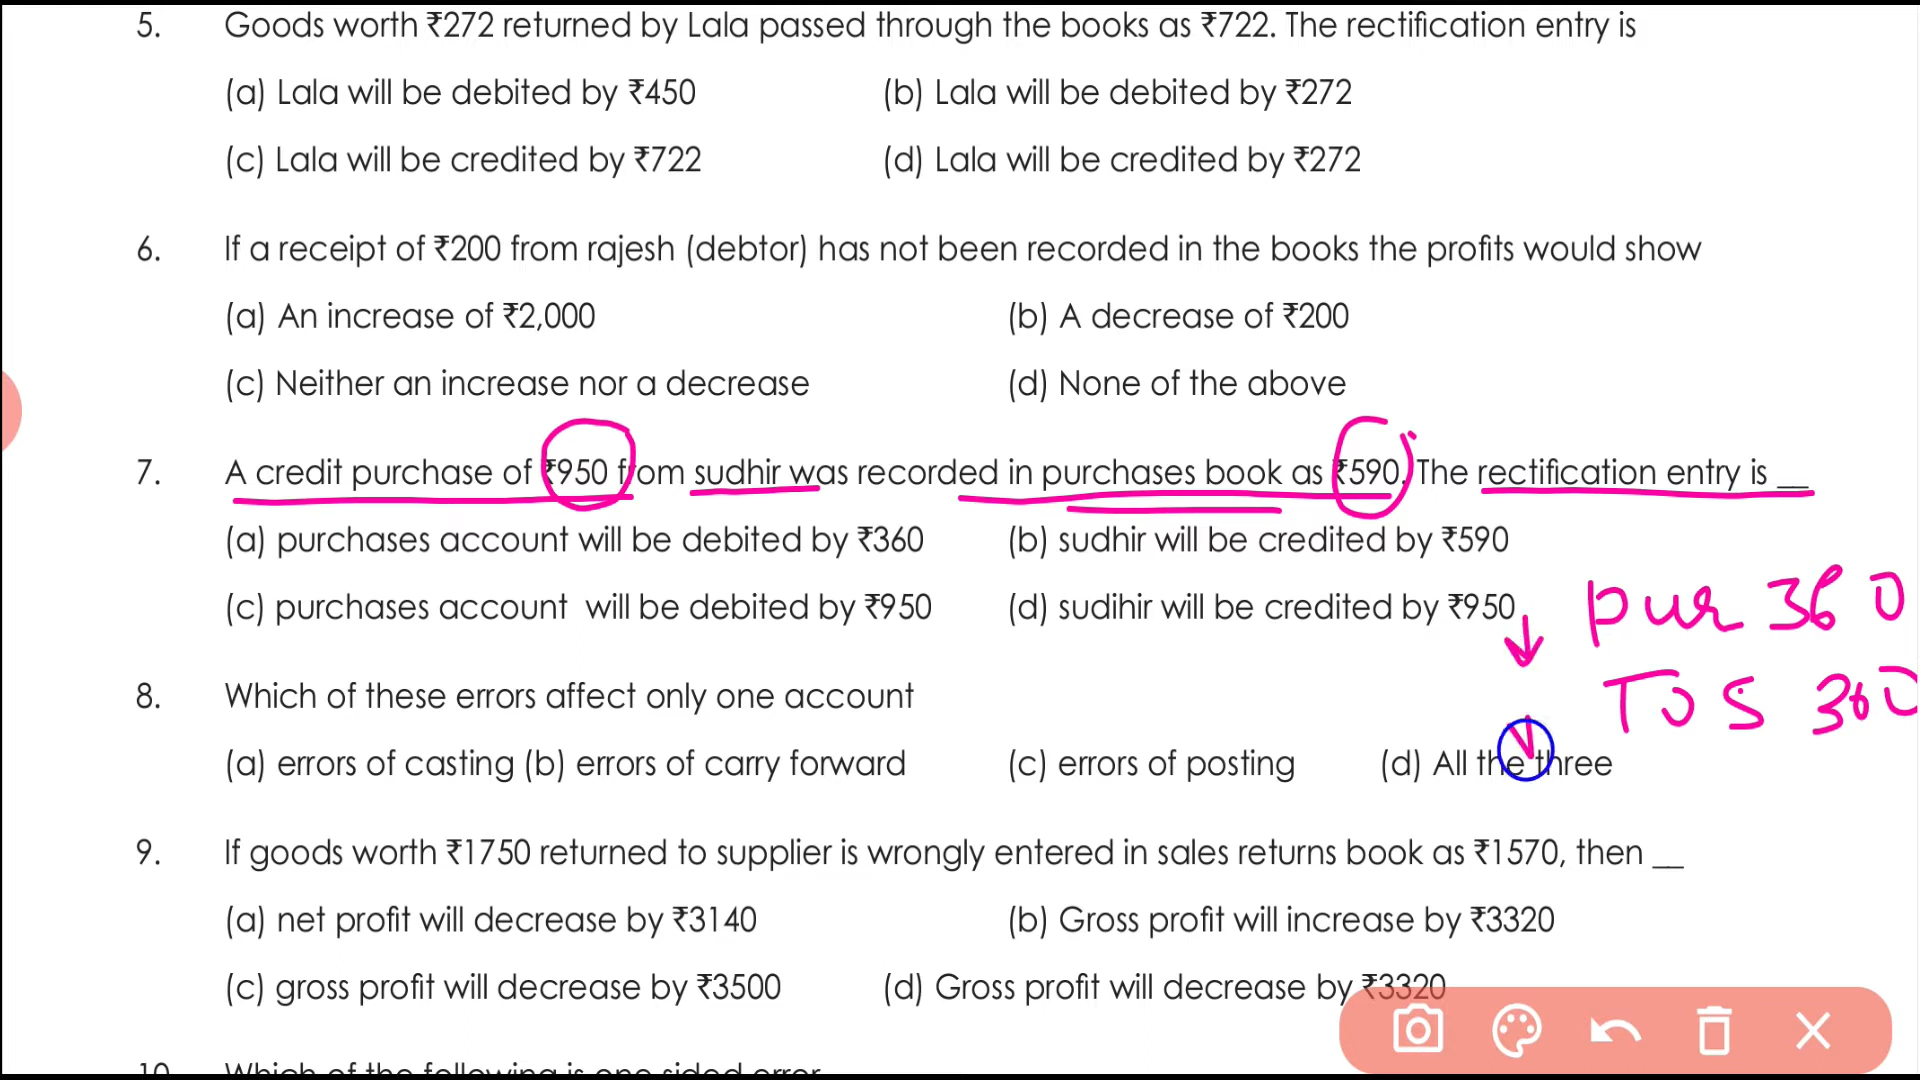 5. Goods worth ₹272 returned by Lala passed through the books as ₹722. The rectification entry is
(a) Lala will be debited by ₹450 (b) Lala will be debited by ₹272
(c) Lala will be credited by ₹722 (d) Lala will be credited by ₹272
6. If a receipt of ₹200 from rajesh (debtor) has not been recorded in the books the profits would show
(a) An increase of ₹2,000 (b) A decrease of ₹200
(c) Neither an increase nor a decrease (d) None of the above
7. A credit purchase of ₹950 from sudhir was recorded in purchases book as ₹590. The rectification entry is __
(a) purchases account will be debited by ₹360 (b) sudhir will be credited by ₹590
(c) purchases account will be debited by ₹950 (d) sudihir will be credited by ₹950
pur 360
To S 360
8. Which of these errors affect only one account
(a) errors of casting (b) errors of carry forward (c) errors of posting (d) All the three
9. If goods worth ₹1750 returned to supplier is wrongly entered in sales returns book as ₹1570, then __
(a) net profit will decrease by ₹3140 (b) Gross profit will increase by ₹3320
(c) gross profit will decrease by ₹3500 (d) Gross profit will decrease by ₹3320
10. Which of the following is one sided error